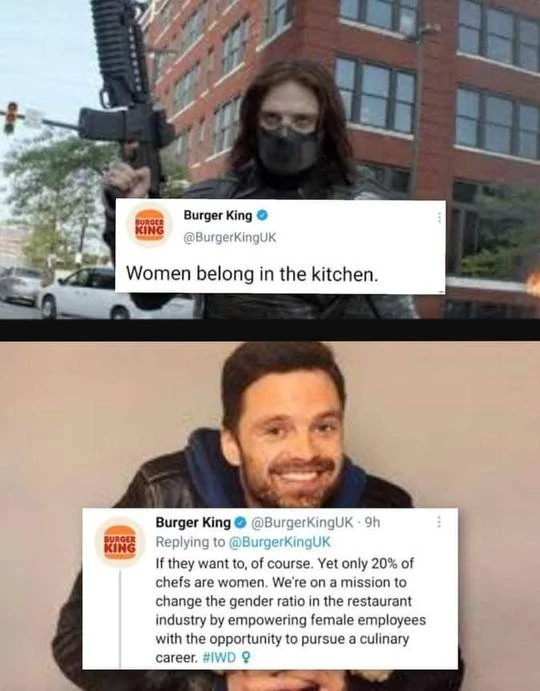 BURGER
KING
Burger King
@BurgerKingUK
Women belong in the kitchen.
BURGER
KING
Burger King @BurgerKingUK · 9h
Replying to @BurgerKingUK
If they want to, of course. Yet only 20% of
chefs are women. We're on a mission to
change the gender ratio in the restaurant
industry by empowering female employees
with the opportunity to pursue a culinary
career. #IWD ♀